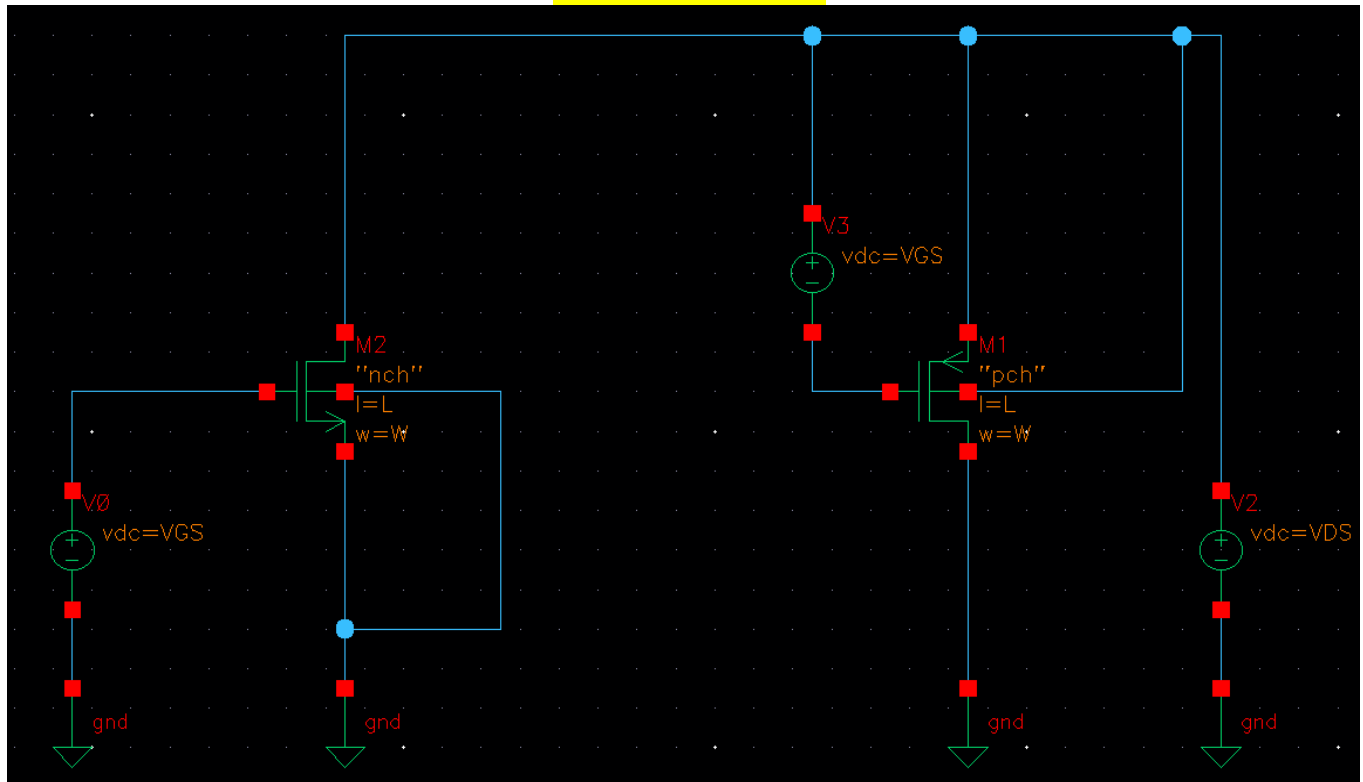 V3
vdc=VGS
M2
"nch"
l=L
w=W
M1
"pch"
l=L
w=W
V0
vdc=VGS
V2
vdc=VDS
gnd
gnd
gnd
gnd